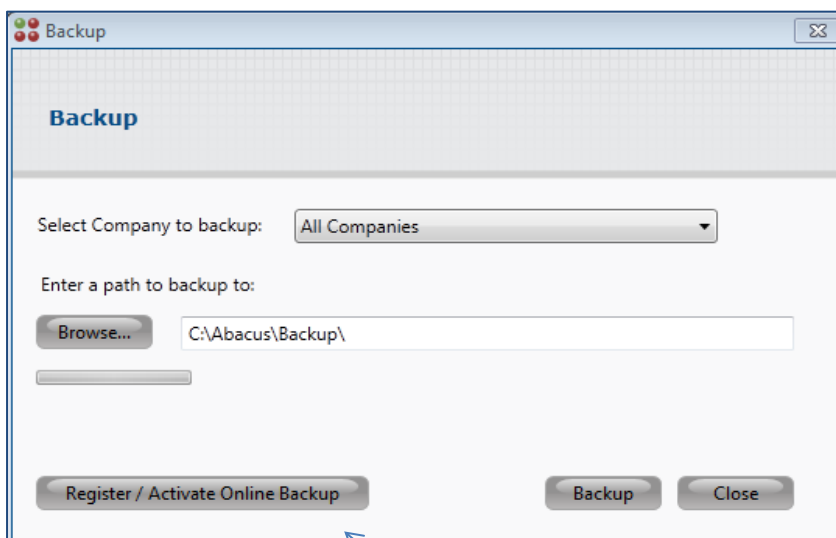 Backup
Backup
Select Company to backup: All Companies
Enter a path to backup to:
Browse... C:\Abacus\Backup\
Register / Activate Online Backup Backup Close